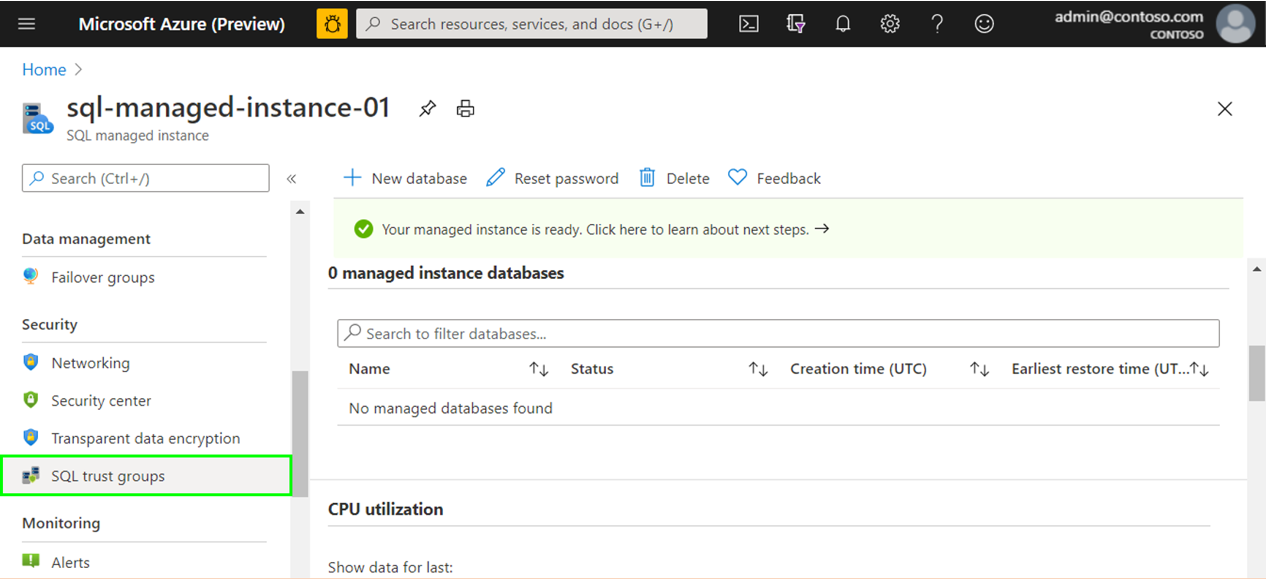 Microsoft Azure (Preview)
Search resources, services, and docs (G+/)
admin@contoso.com
CONTOSO
Home
sql-managed-instance-01
SQL
SQL managed instance
Search (Ctrl+/)
New database
Reset password
Delete
Feedback
Your managed instance is ready. Click here to learn about next steps. →
Data management
Failover groups
Security
Networking
Security center
Transparent data encryption
SQL trust groups
Monitoring
Alerts
0 managed instance databases
Search to filter databases...
Name ↑↓ Status ↑↓ Creation time (UTC) ↑↓ Earliest restore time (UT...↑↓
No managed databases found
CPU utilization
Show data for last: